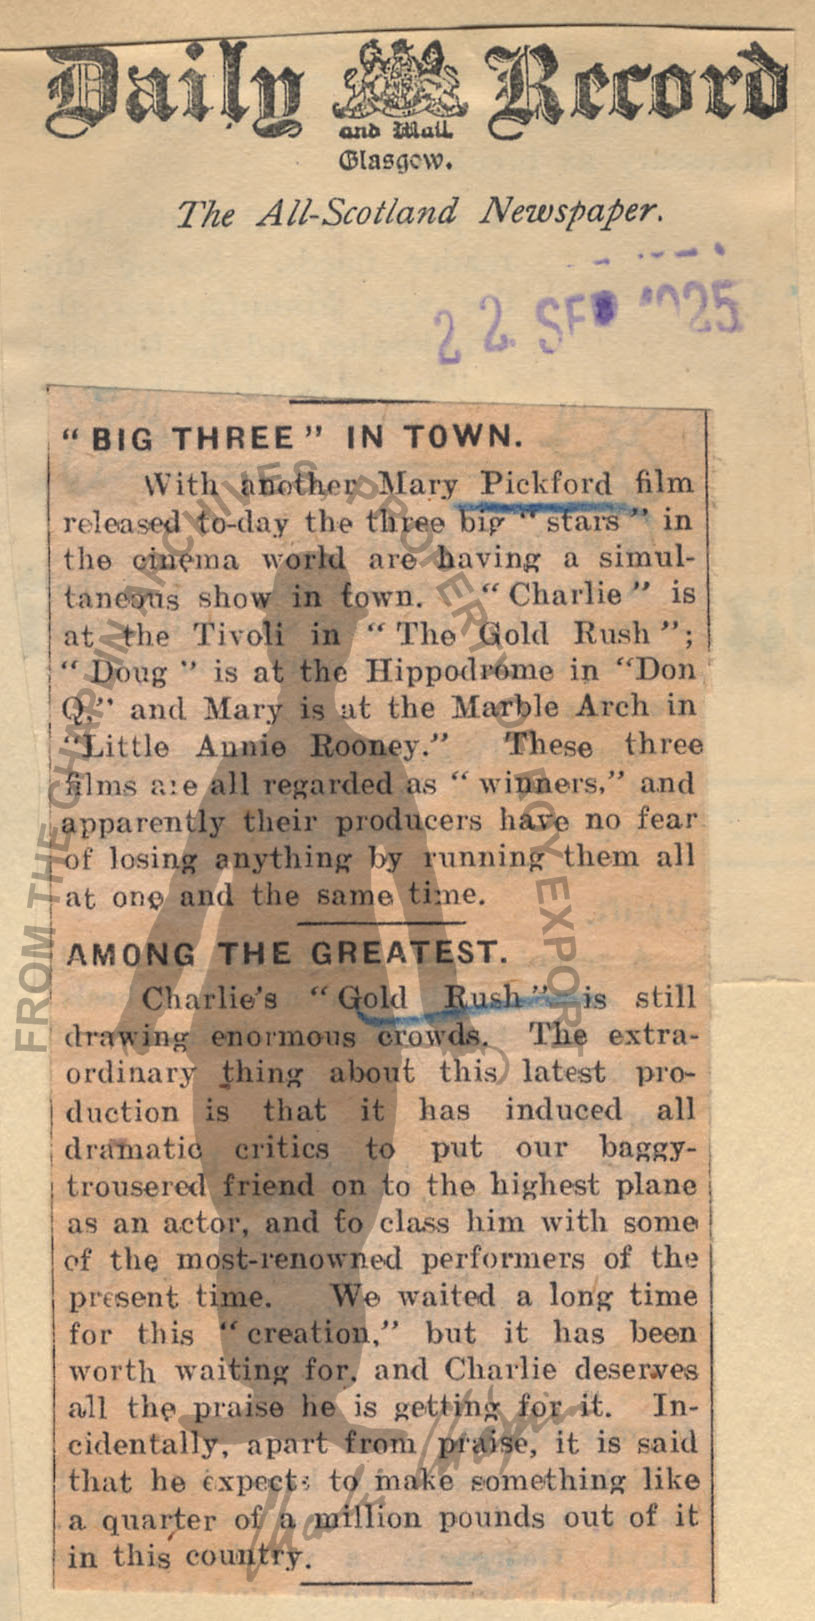 Daily Record
and Mail
Glasgow.
The All-Scotland Newspaper.
22 SEP 1925
"BIG THREE" IN TOWN.
With another Mary Pickford film
released to-day the three big "stars" in
the cinema world are having a simul-
taneous show in town. "Charlie" is
at the Tivoli in "The Gold Rush";
"Doug" is at the Hippodrome in "Don
Q," and Mary is at the Marble Arch in
"Little Annie Rooney." These three
films are all regarded as "winners," and
apparently their producers have no fear
of losing anything by running them all
at one and the same time.
AMONG THE GREATEST.
Charlie's "Gold Rush" is still
drawing enormous crowds. The extra-
ordinary thing about this latest pro-
duction is that it has induced all
dramatic critics to put our baggy-
trousered friend on to the highest plane
as an actor, and to class him with some
of the most-renowned performers of the
present time. We waited a long time
for this "creation," but it has been
worth waiting for, and Charlie deserves
all the praise he is getting for it. In-
cidentally, apart from praise, it is said
that he expects to make something like
a quarter of a million pounds out of it
in this country.
FROM THE CHAPLIN ARCHIVES, PROPERTY OF ROY EXPORT
Charlie Chaplin